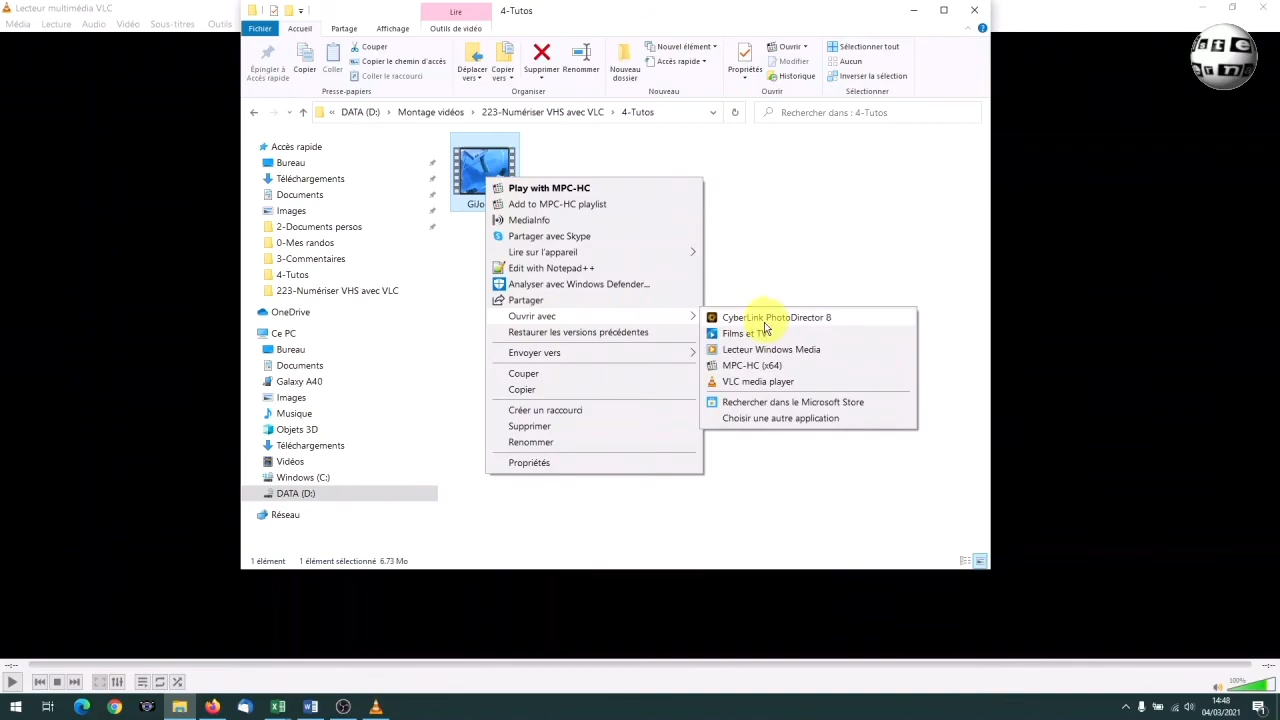 Lecteur multimédia VLC
Média Lecture Audio Vidéo Sous-titres Outils
Lire
4-Tutos
Fichier Accueil Partage Affichage Outils de vidéo
Épingler à Accès rapide
Copier
Coller
Couper
Copier le chemin d'accès
Coller le raccourci
Presse-papiers
Déplacer vers
Copier vers
Supprimer
Renommer
Organiser
Nouveau dossier
Nouvel élément
Accès rapide
Nouveau
Propriétés
Ouvrir
Modifier
Historique
Ouvrir
Sélectionner tout
Aucun
Inverser la sélection
Sélectionner
« DATA (D:) > Montage vidéos > 223-Numériser VHS avec VLC > 4-Tutos
Rechercher dans : 4-Tutos
Accès rapide
Bureau
Téléchargements
Documents
Images
2-Documents persos
0-Mes randos
3-Commentaires
4-Tutos
223-Numériser VHS avec VLC
OneDrive
Ce PC
Bureau
Documents
Galaxy A40
Images
Musique
Objets 3D
Téléchargements
Vidéos
Windows (C:)
DATA (D:)
Réseau
GiJo
Play with MPC-HC
Add to MPC-HC playlist
MediaInfo
Partager avec Skype
Lire sur l'appareil
Edit with Notepad++
Analyser avec Windows Defender...
Partager
Ouvrir avec
Restaurer les versions précédentes
Envoyer vers
Couper
Copier
Créer un raccourci
Supprimer
Renommer
Propriétés
CyberLink PhotoDirector 8
Films et TV
Lecteur Windows Media
MPC-HC (x64)
VLC media player
Rechercher dans le Microsoft Store
Choisir une autre application
1 élément 1 élément sélectionné 6.73 Mo
--:-- --:--
100%
14:48
04/03/2021